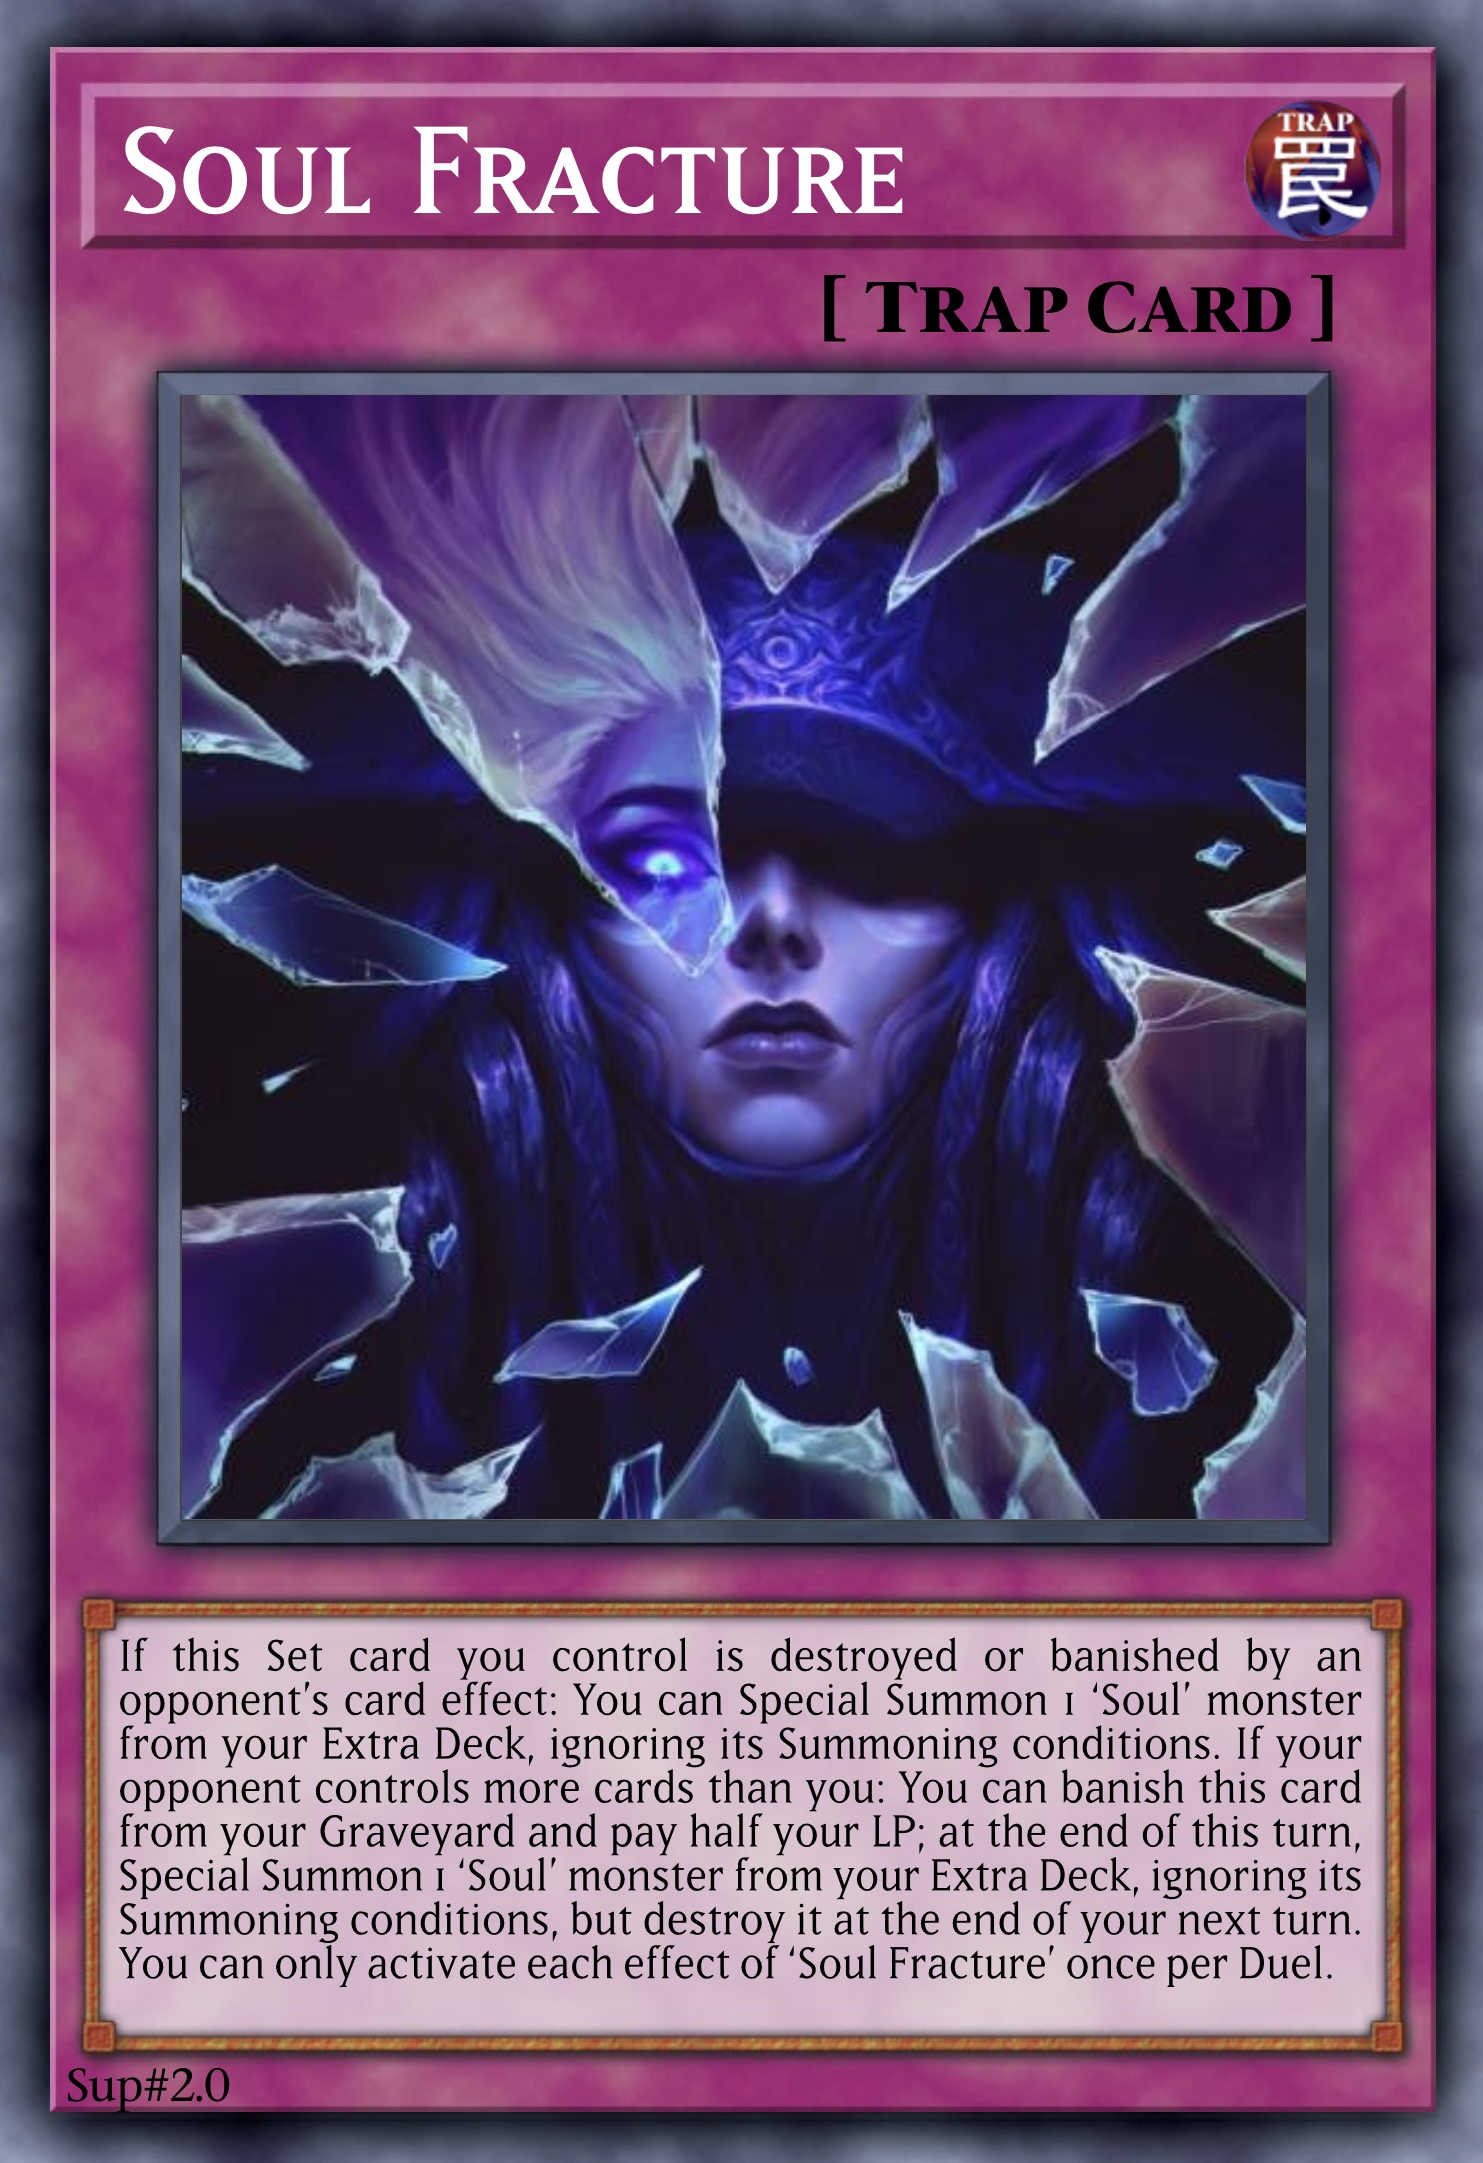 Soul Fracture
TRAP
罠
[ Trap Card ]
If this Set card you control is destroyed or banished by an
opponent's card effect: You can Special Summon 1 ‘Soul’ monster
from your Extra Deck, ignoring its Summoning conditions. If your
opponent controls more cards than you: You can banish this card
from your Graveyard and pay half your LP; at the end of this turn,
Special Summon 1 ‘Soul’ monster from your Extra Deck, ignoring its
Summoning conditions, but destroy it at the end of your next turn.
You can only activate each effect of ‘Soul Fracture’ once per Duel.
Sup#2.0